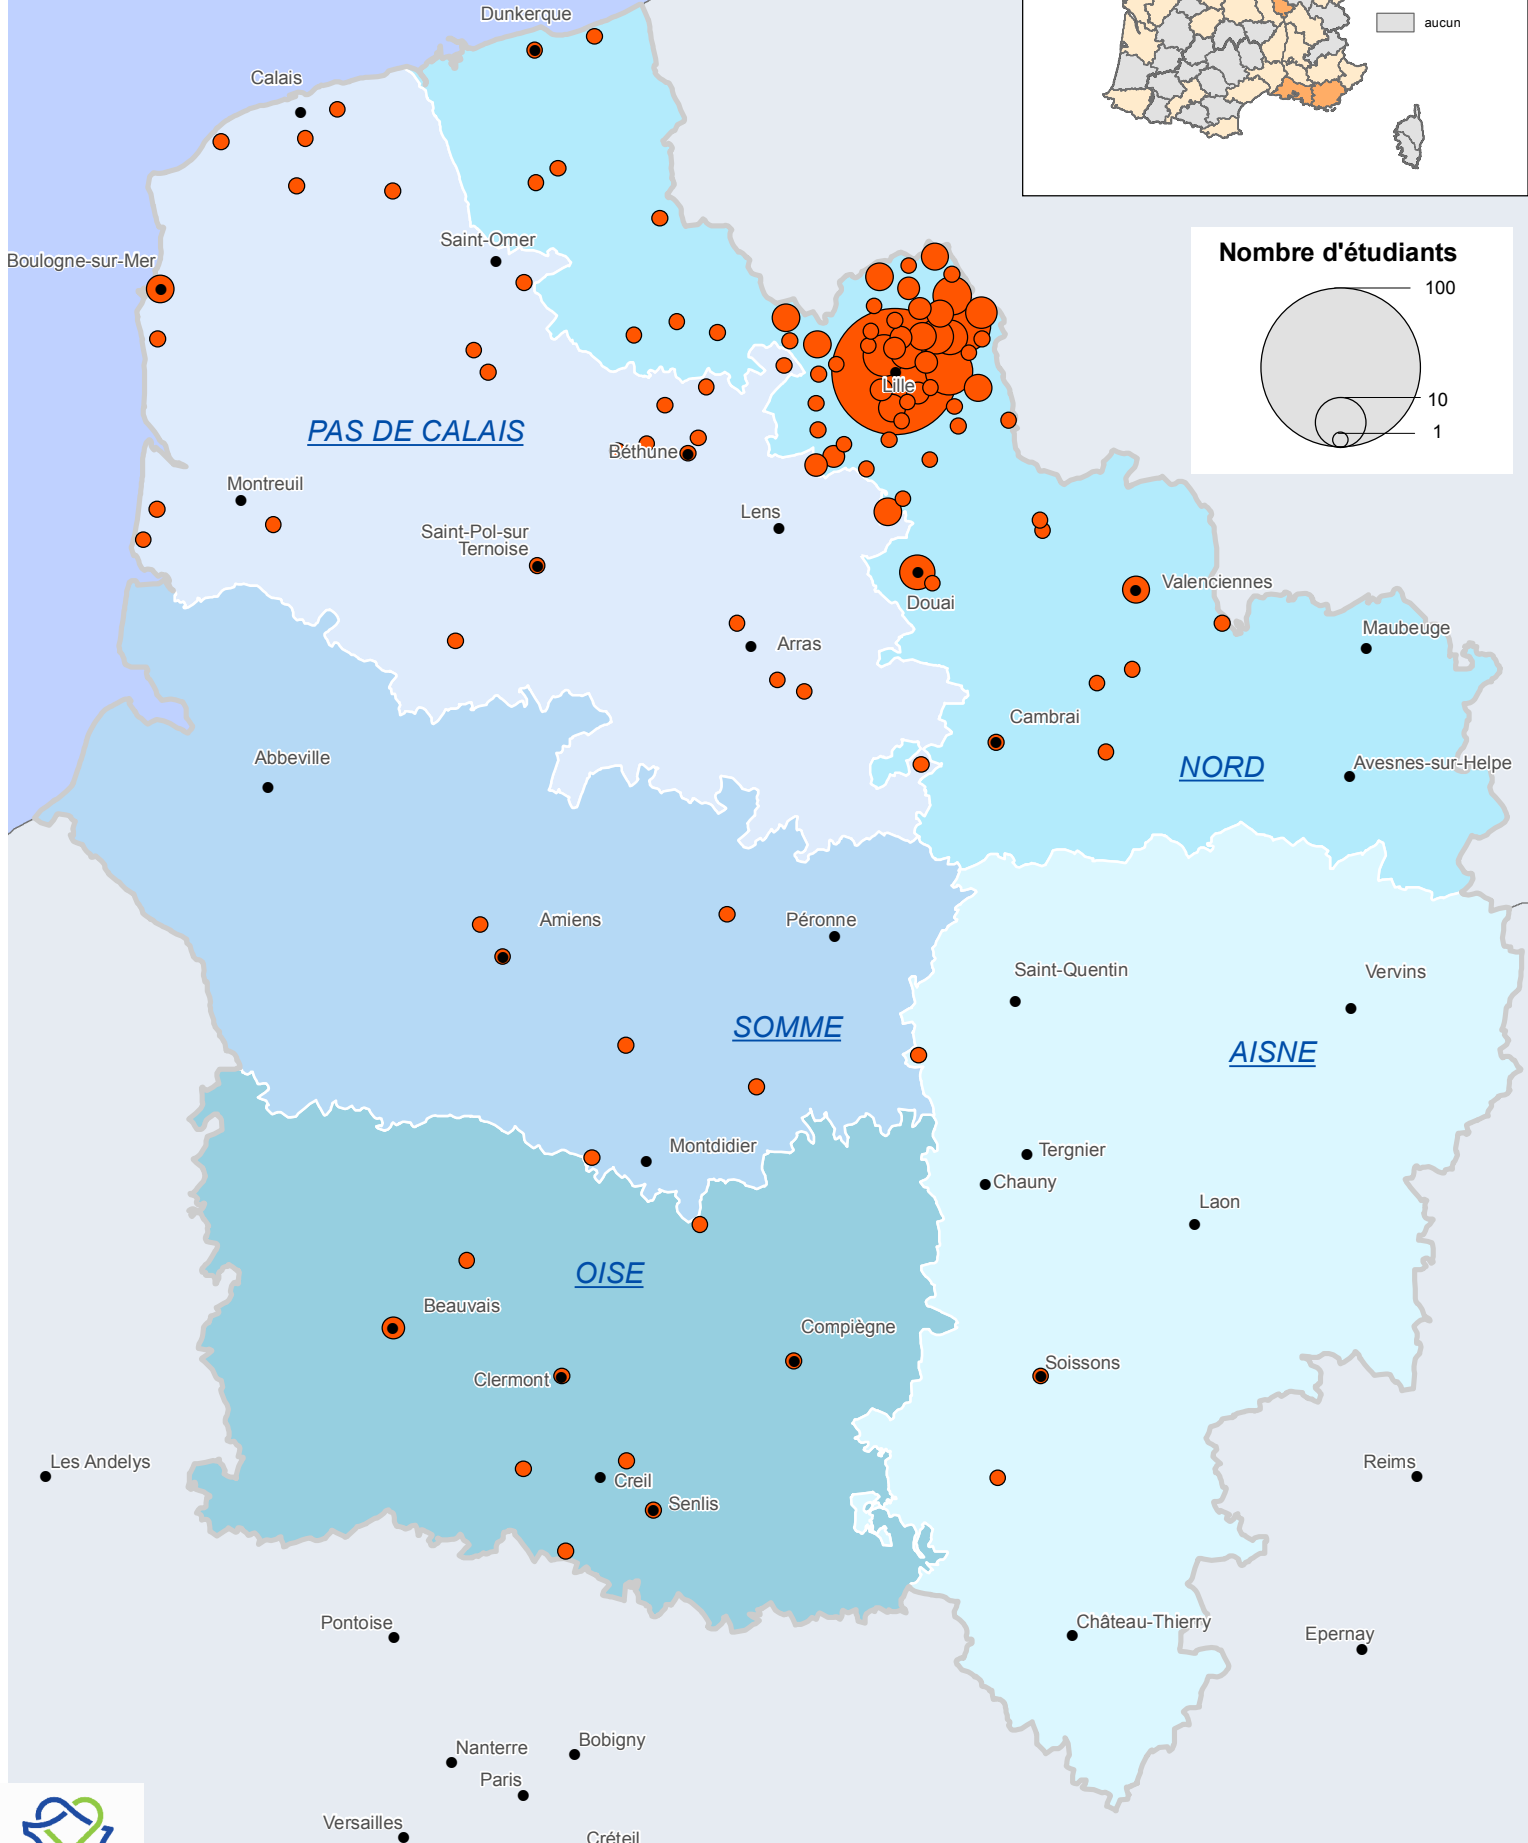 Dunkerque
aucun
Calais
Saint-Omer
Nombre d'étudiants
Boulogne-sur-Mer
100
10
1
Lille
PAS DE CALAIS
Béthune
Montreuil
Lens
Saint-Pol-sur
Ternoise
Valenciennes
Douai
Maubeuge
Arras
Cambrai
Abbeville
NORD
Avesnes-sur-Helpe
Amiens
Péronne
Saint-Quentin
Vervins
SOMME
AISNE
Montdidier
Tergnier
Chauny
Laon
OISE
Beauvais
Compiègne
Clermont
Soissons
Les Andelys
Creil
Reims
Senlis
Pontoise
Château-Thierry
Epernay
Nanterre
Bobigny
Paris
Versailles
Créteil